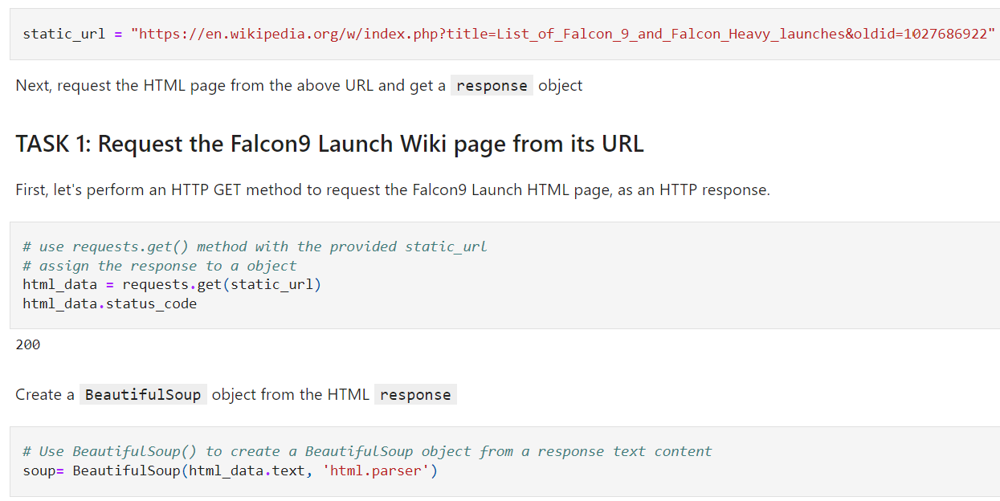 static_url = "https://en.wikipedia.org/w/index.php?title=List_of_Falcon_9_and_Falcon_Heavy_launches&oldid=1027686922"
Next, request the HTML page from the above URL and get a response object
TASK 1: Request the Falcon9 Launch Wiki page from its URL
First, let's perform an HTTP GET method to request the Falcon9 Launch HTML page, as an HTTP response.
# use requests.get() method with the provided static_url
# assign the response to a object
html_data = requests.get(static_url)
html_data.status_code
200
Create a BeautifulSoup object from the HTML response
# Use BeautifulSoup() to create a BeautifulSoup object from a response text content
soup= BeautifulSoup(html_data.text, 'html.parser')